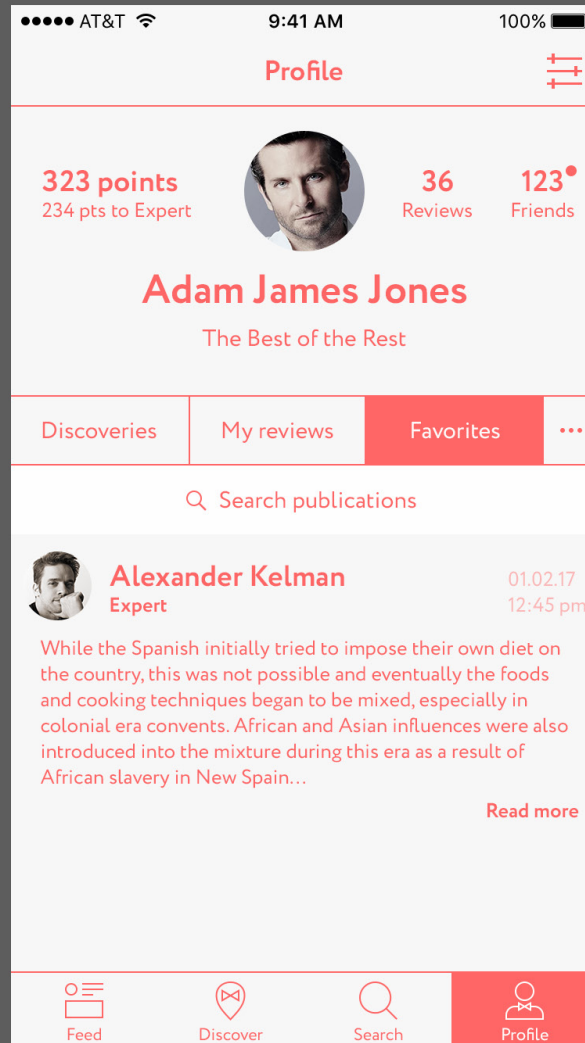 AT&T 9:41 AM 100%
Profile
323 points 36 123
234 pts to Expert Reviews Friends
Adam James Jones
The Best of the Rest
Discoveries My reviews Favorites ...
Search publications
Alexander Kelman 01.02.17
Expert 12:45 pm
While the Spanish initially tried to impose their own diet on
the country, this was not possible and eventually the foods
and cooking techniques began to be mixed, especially in
colonial era convents. African and Asian influences were also
introduced into the mixture during this era as a result of
African slavery in New Spain...
Read more
Feed Discover Search Profile